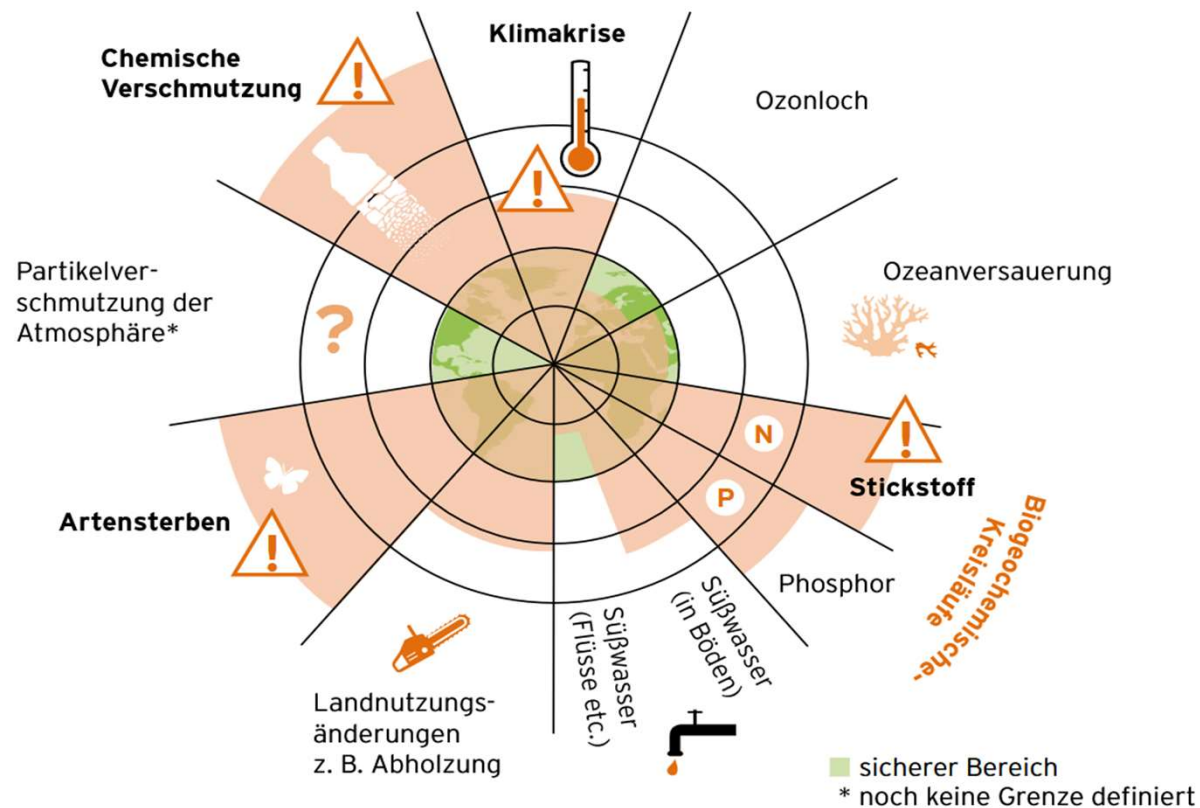 Klimakrise
Chemische
Verschmutzung
Ozonloch
Partikelver-
schmutzung der
Atmosphäre*
?
Ozeanversauerung
N
P
Stickstoff
Artensterben
Phosphor
Biogeochemische-
Kreisläufe
Süßwasser
(Flüsse etc.)
Süßwasser
(in Böden)
Landnutzungs-
änderungen
z. B. Abholzung
sicherer Bereich
* noch keine Grenze definiert